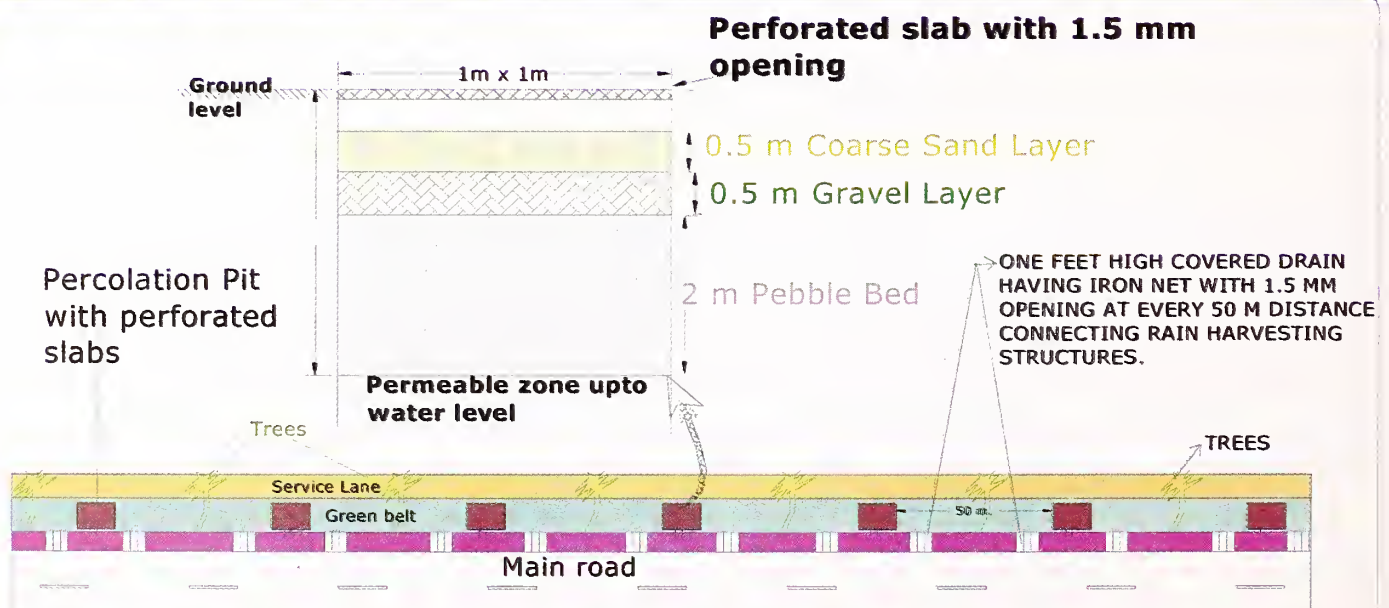 Perforated slab with 1.5 mm
opening
1m x 1m
Ground
level
0.5 m Coarse Sand Layer
0.5 m Gravel Layer
ONE FEET HIGH COVERED DRAIN
HAVING IRON NET WITH 1.5 MM
OPENING AT EVERY 50 M DISTANCE
CONNECTING RAIN HARVESTING
STRUCTURES.
Percolation Pit
with perforated
slabs
2 m Pebble Bed
Permeable zone upto
water level
Trees
TREES
Service Lane
Green belt
50 m.
Main road